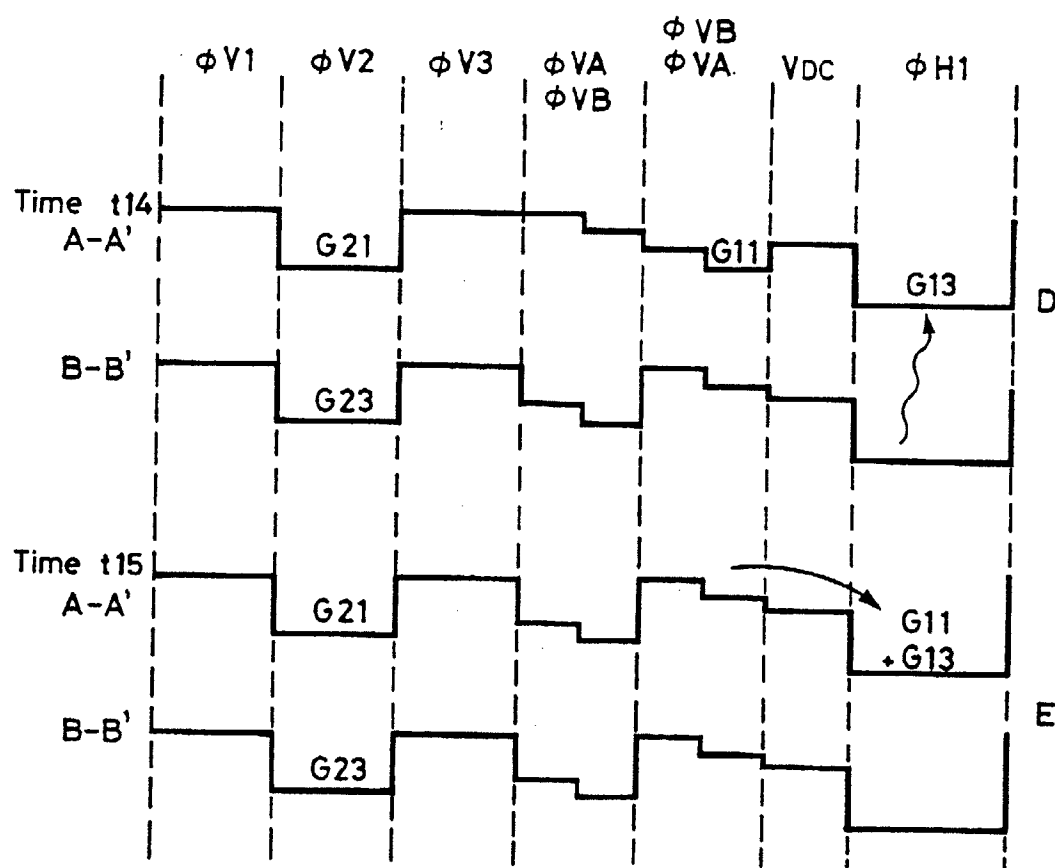 φVB
φV1 φV2 φV3 φVA φVA VDC φH1
φVB
Time t14
A-A'
G21 G11 G13
D
B-B'
G23
Time t15
A-A'
G21 G11
+G13
E
B-B'
G23